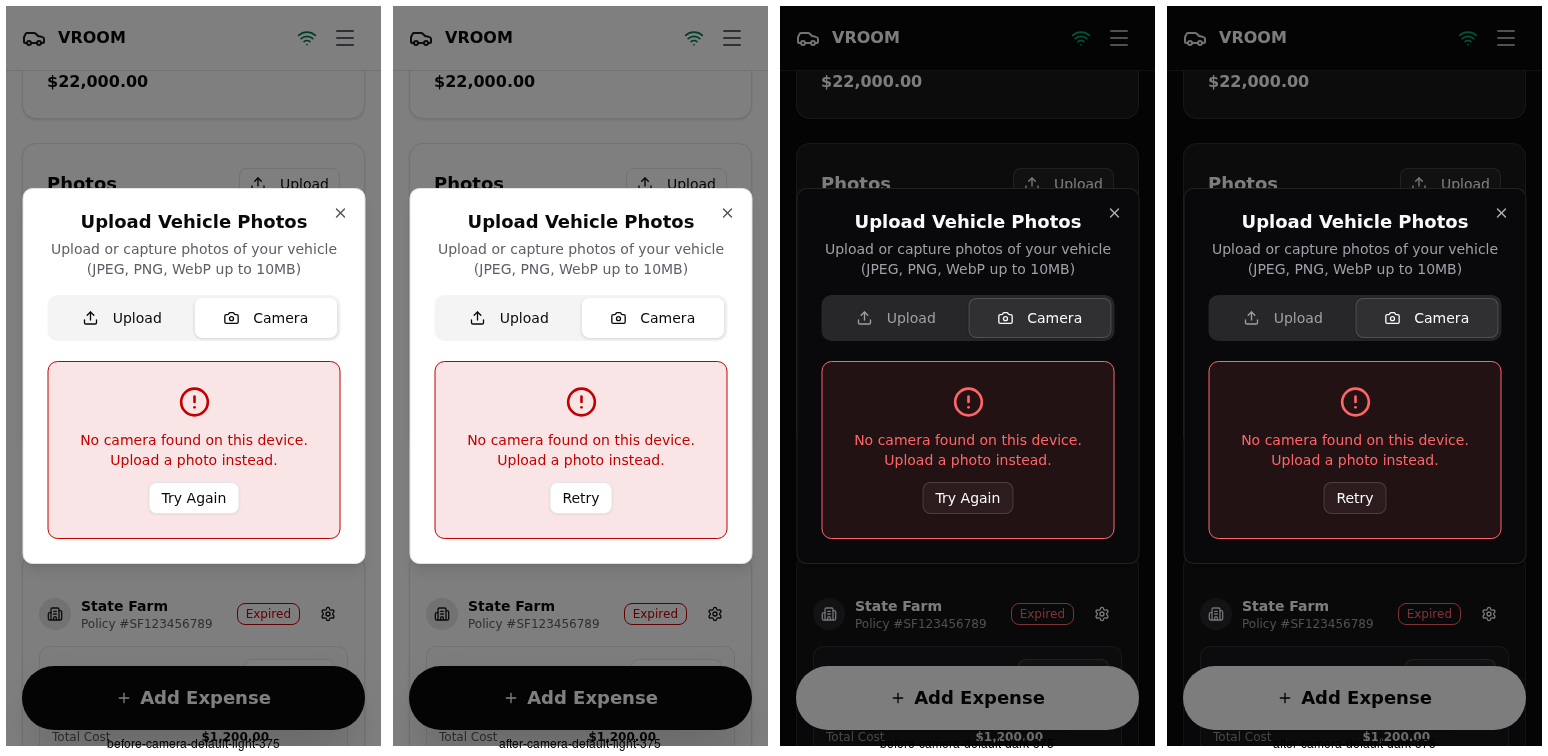 VROOM
$22,000.00
Photos
Upload
Upload Vehicle Photos
Upload or capture photos of your vehicle
(JPEG, PNG, WebP up to 10MB)
Upload
Camera
No camera found on this device.
Upload a photo instead.
Try Again
State Farm
Policy #SF123456789
Expired
+ Add Expense
Total Cost
$1,200.00
before-camera-default-light-375
VROOM
$22,000.00
Photos
Upload
Upload Vehicle Photos
Upload or capture photos of your vehicle
(JPEG, PNG, WebP up to 10MB)
Upload
Camera
No camera found on this device.
Upload a photo instead.
Retry
State Farm
Policy #SF123456789
Expired
+ Add Expense
Total Cost
$1,200.00
after-camera-default-light-375
VROOM
$22,000.00
Photos
Upload
Upload Vehicle Photos
Upload or capture photos of your vehicle
(JPEG, PNG, WebP up to 10MB)
Upload
Camera
No camera found on this device.
Upload a photo instead.
Try Again
State Farm
Policy #SF123456789
Expired
+ Add Expense
Total Cost
$1,200.00
before-camera-default-dark-375
VROOM
$22,000.00
Photos
Upload
Upload Vehicle Photos
Upload or capture photos of your vehicle
(JPEG, PNG, WebP up to 10MB)
Upload
Camera
No camera found on this device.
Upload a photo instead.
Retry
State Farm
Policy #SF123456789
Expired
+ Add Expense
Total Cost
$1,200.00
after-camera-default-dark-375